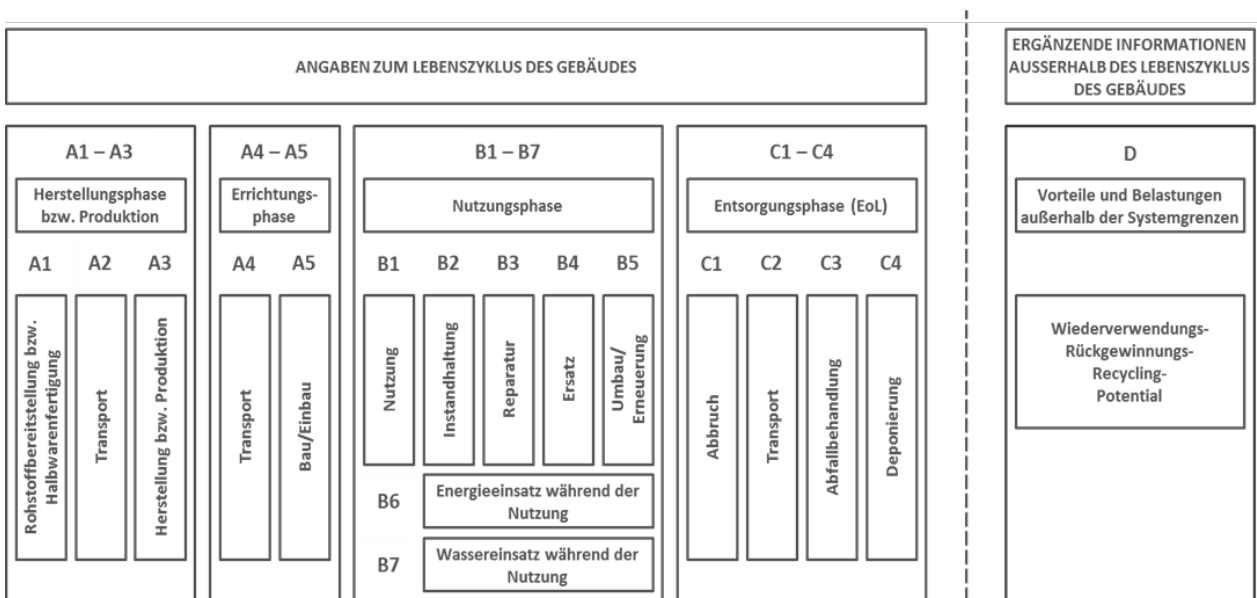 ANGABEN ZUM LEBENSZYKLUS DES GEBÄUDES
ERGÄNZENDE INFORMATIONEN
AUSSERHALB DES LEBENSZYKLUS
DES GEBÄUDES
A1 – A3
Herstellungsphase
bzw. Produktion
A1
A2
A3
Rohstoffbereitstellung bzw.
Halbwarenfertigung
Transport
Herstellung bzw. Produktion
A4 – A5
Errichtungs-
phase
A4
A5
Transport
Bau/Einbau
B1 – B7
Nutzungsphase
B1
B2
B3
B4
B5
Nutzung
Instandhaltung
Reparatur
Ersatz
Umbau/
Erneuerung
B6
Energieeinsatz während der
Nutzung
B7
Wassereinsatz während der
Nutzung
C1 – C4
Entsorgungsphase (EoL)
C1
C2
C3
C4
Abbruch
Transport
Abfallbehandlung
Deponierung
D
Vorteile und Belastungen
außerhalb der Systemgrenzen
Wiederverwendungs-
Rückgewinnungs-
Recycling-
Potential